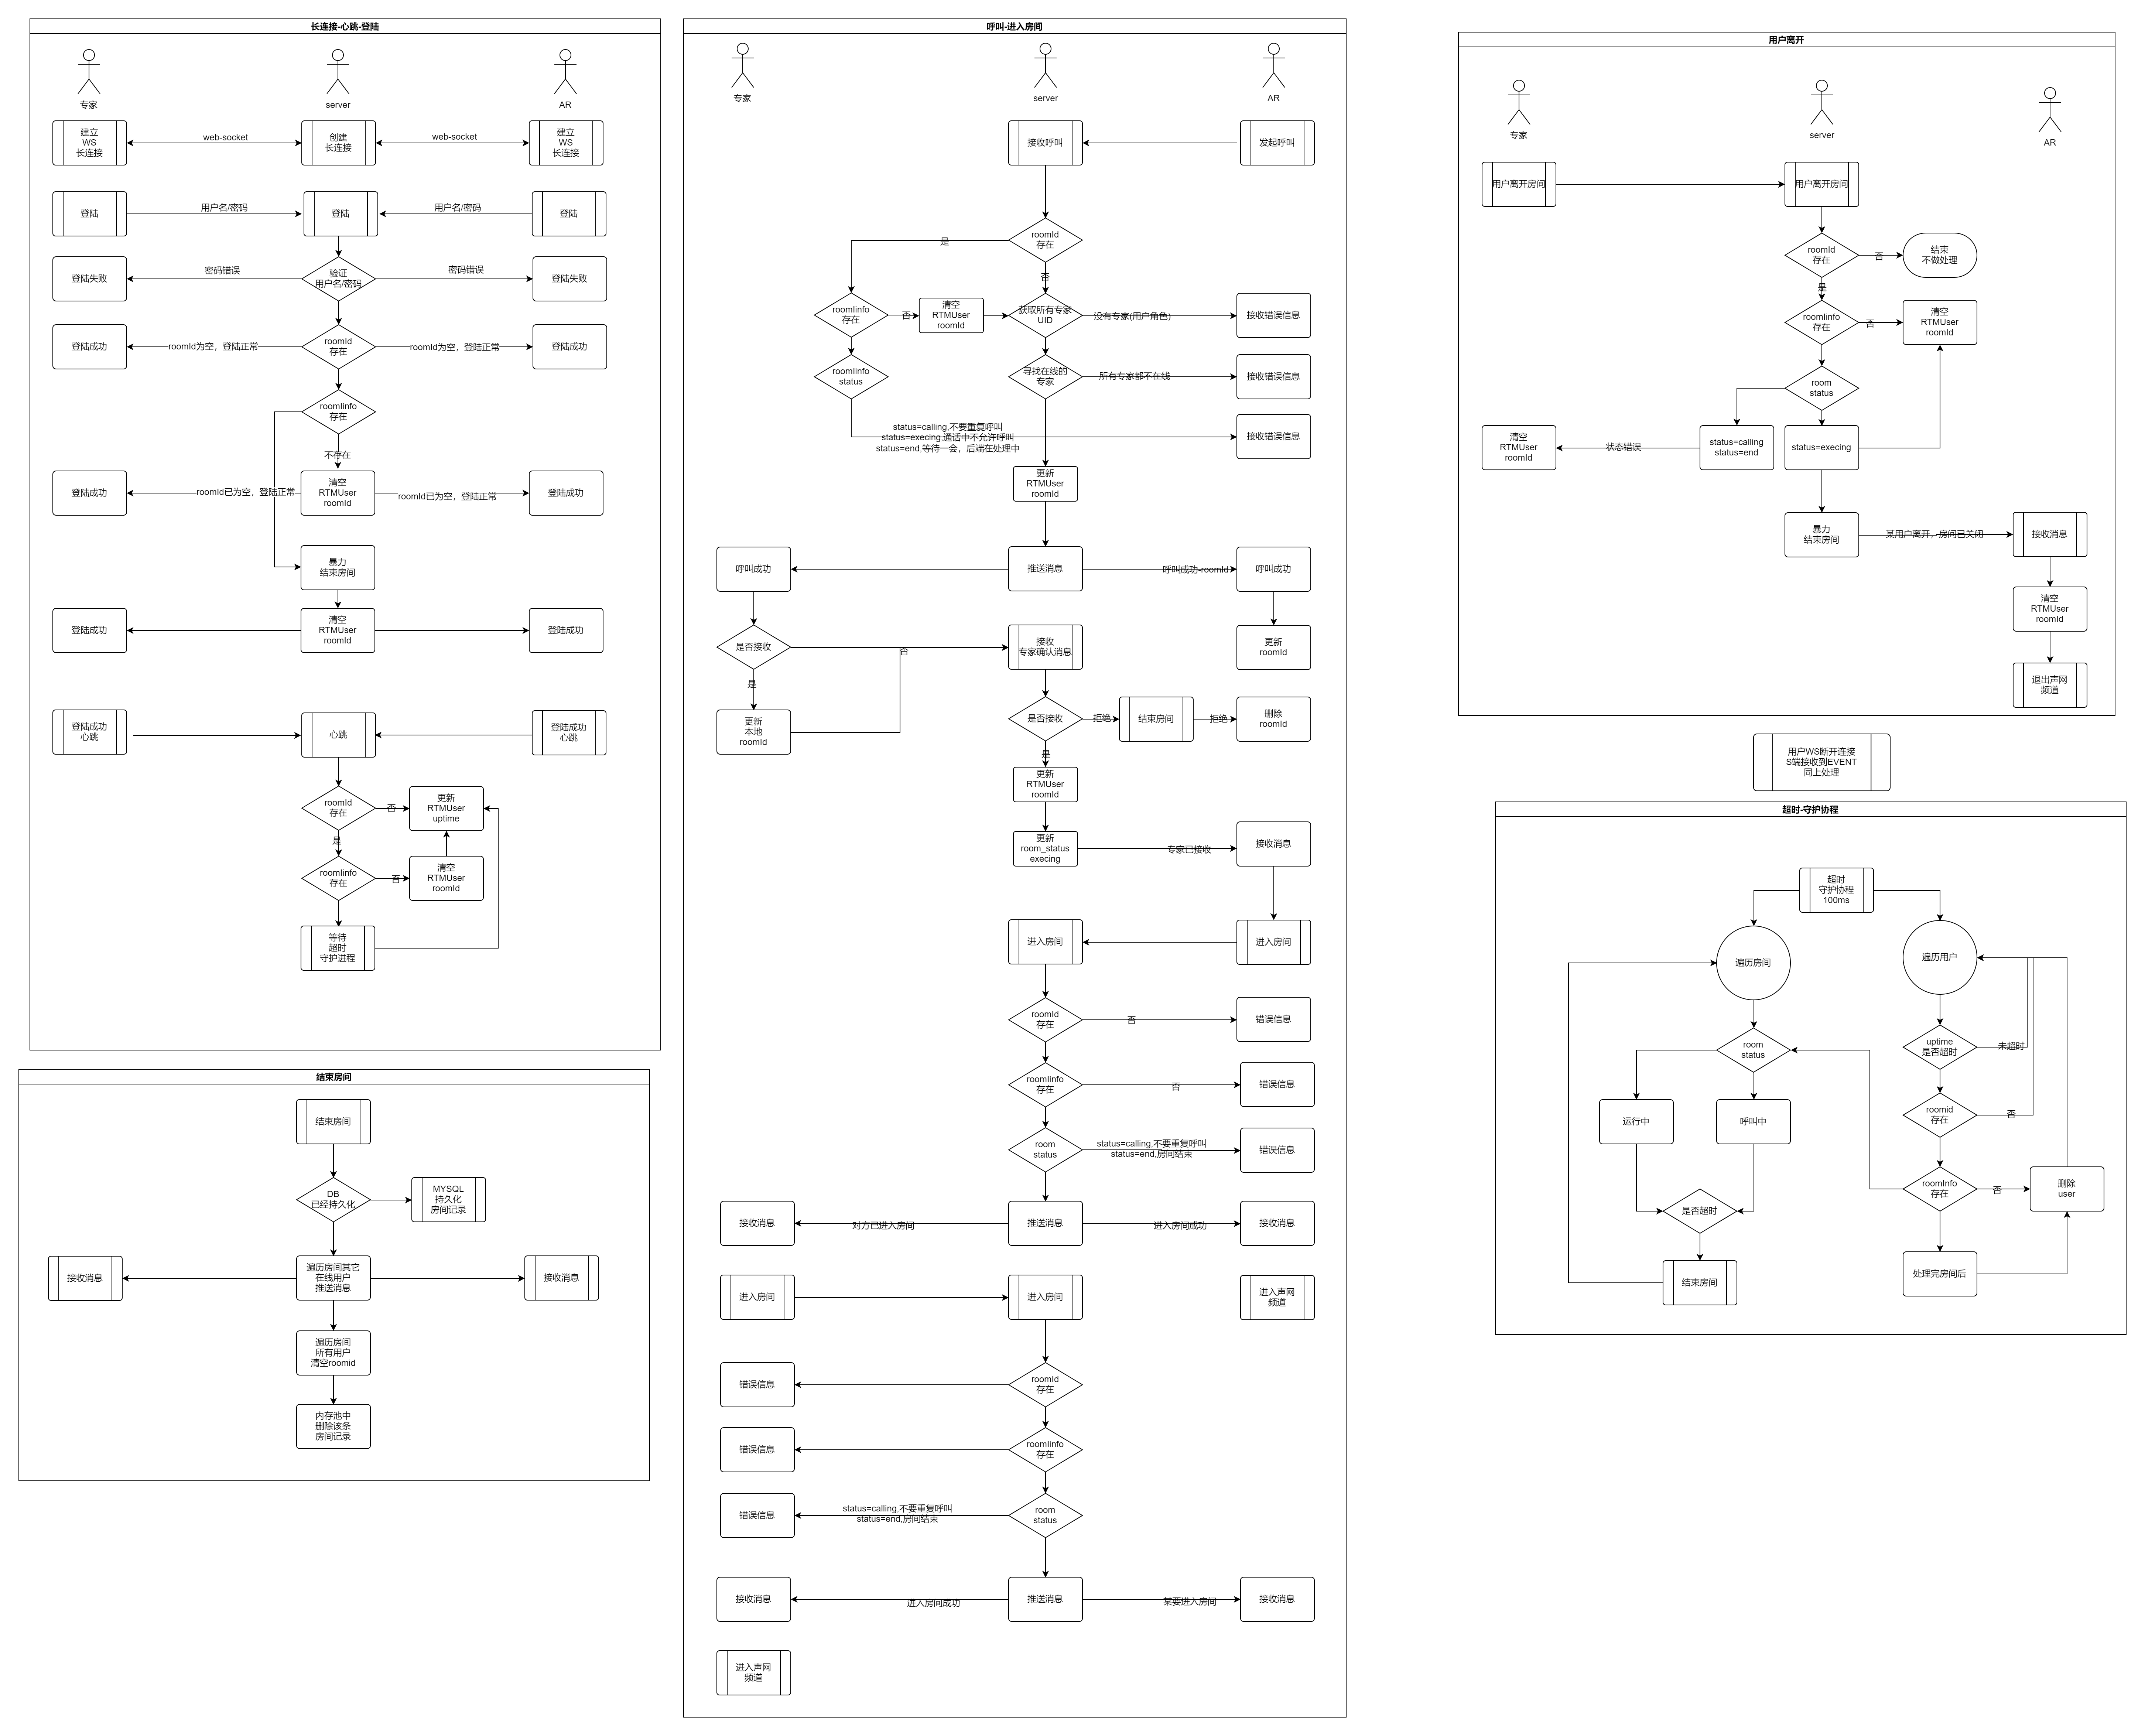 长连接-心跳-登陆
专家
server
AR
建立
WS
长连接
web-socket
创建
长连接
web-socket
建立
WS
长连接
登陆
用户名/密码
登陆
用户名/密码
登陆
登陆失败
密码错误
验证
用户名/密码
密码错误
登陆失败
登陆成功
roomId为空，登陆正常
roomId
存在
roomId为空，登陆正常
登陆成功
roomIinfo
存在
不存在
登陆成功
roomId已为空，登陆正常
清空
RTMUser
roomId
roomId已为空，登陆正常
登陆成功
暴力
结束房间
登陆成功
清空
RTMUser
roomId
登陆成功
登陆成功
心跳
心跳
登陆成功
心跳
roomId
存在
否
更新
RTMUser
uptime
是
roomIinfo
存在
否
清空
RTMUser
roomId
等待
超时
守护进程
结束房间
结束房间
DB
已经持久化
MYSQL
持久化
房间记录
接收消息
遍历房间其它
在线用户
推送消息
接收消息
遍历房间
所有用户
清空roomid
内存池中
删除该条
房间记录
呼叫-进入房间
专家
server
AR
接收呼叫
发起呼叫
roomId
存在
是
否
roomIinfo
存在
否
清空
RTMUser
roomId
获取所有专家
UID
没有专家(用户角色)
接收错误信息
roomIinfo
status
寻找在线的
专家
所有专家都不在线
接收错误信息
status=calling,不要重复呼叫
status=execing,通话中不允许呼叫
status=end,等待一会，后端在处理中
接收错误信息
更新
RTMUser
roomId
呼叫成功
推送消息
呼叫成功-roomId
呼叫成功
是否接收
否
接收
专家确认消息
更新
roomId
是
更新
本地
roomId
是否接收
拒绝
结束房间
拒绝
删除
roomId
是
更新
RTMUser
roomId
更新
room_status
execing
专家已接收
接收消息
进入房间
进入房间
roomId
存在
否
错误信息
roomIinfo
存在
否
错误信息
room
status
status=calling,不要重复呼叫
status=end,房间结束
错误信息
接收消息
对方已进入房间
推送消息
进入房间成功
接收消息
进入房间
进入房间
进入声网
频道
错误信息
roomId
存在
错误信息
roomIinfo
存在
错误信息
status=calling,不要重复呼叫
status=end,房间结束
room
status
接收消息
进入房间成功
推送消息
某要进入房间
接收消息
进入声网
频道
用户离开
专家
server
AR
用户离开房间
用户离开房间
roomId
存在
否
结束
不做处理
是
roomIinfo
存在
否
清空
RTMUser
roomId
room
status
清空
RTMUser
roomId
状态错误
status=calling
status=end
status=execing
暴力
结束房间
某用户离开，房间已关闭
接收消息
清空
RTMUser
roomId
退出声网
频道
用户WS断开连接
S端接收到EVENT
同上处理
超时-守护协程
超时
守护协程
100ms
遍历房间
遍历用户
room
status
uptime
是否超时
未超时
运行中
呼叫中
roomid
存在
否
是否超时
roomInfo
存在
否
删除
user
结束房间
处理完房间后